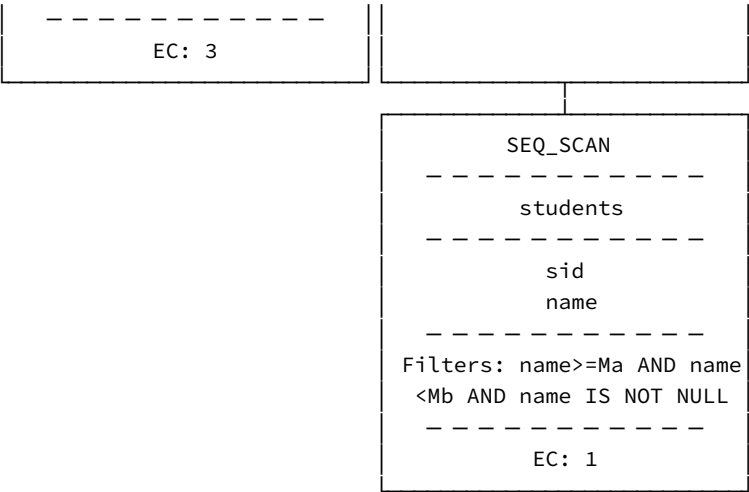 EC: 3
SEQ_SCAN
students
sid
name
Filters: name>=Ma AND name
<Mb AND name IS NOT NULL
EC: 1